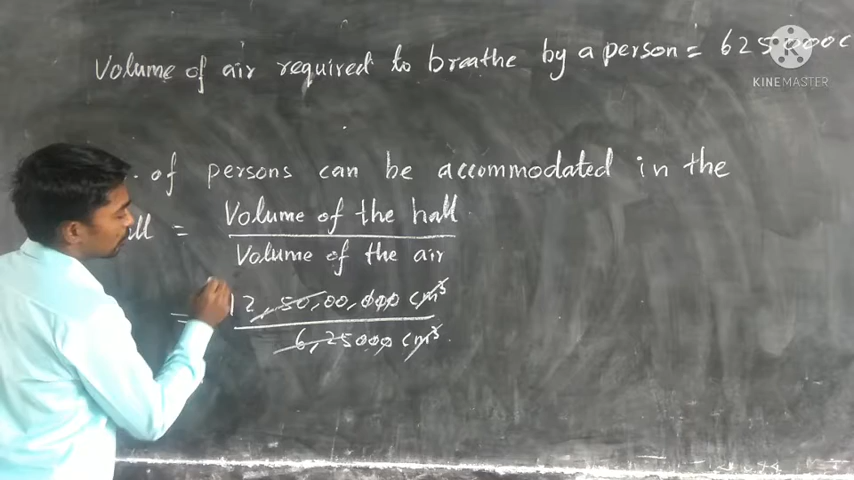 Volume of air required to breathe by a person = 625000c
KINEMASTER
of persons can be accommodated in the
all = Volume of the hall
Volume of the air
= 12,50,00,000 cm³
6,25000 cm³.